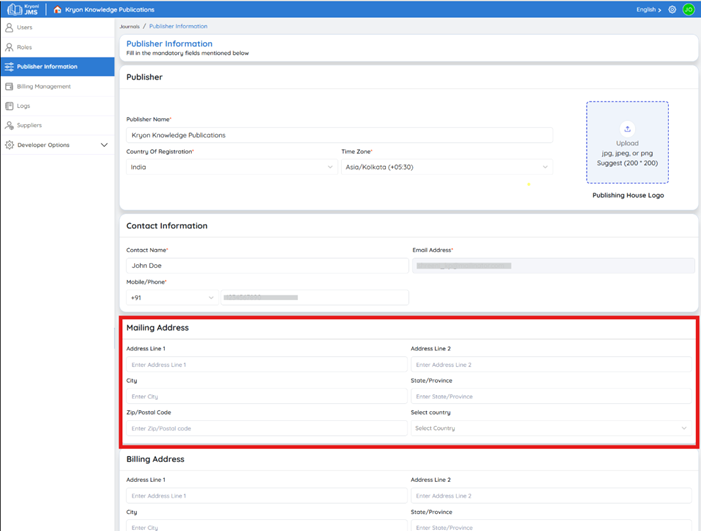 Kryoni JMS Kryon Knowledge Publications English JD
Users
Roles
Publisher Information
Billing Management
Logs
Suppliers
Developer Options
Journals / Publisher Information
Publisher Information
Fill in the mandatory fields mentioned below
Publisher
Publisher Name*
Kryon Knowledge Publications
Country Of Registration* Time Zone*
India Asia/Kolkata (+05:30)
Upload
jpg, jpeg, or png
Suggest (200 * 200)
Publishing House Logo
Contact Information
Contact Name* Email Address*
John Doe
Mobile/Phone*
+91
Mailing Address
Address Line 1 Address Line 2
Enter Address Line 1 Enter Address Line 2
City State/Province
Enter City Enter State/Province
Zip/Postal Code Select country
Enter Zip/Postal code Select Country
Billing Address
Address Line 1 Address Line 2
Enter Address Line 1 Enter Address Line 2
City State/Province
Enter City Enter State/Province